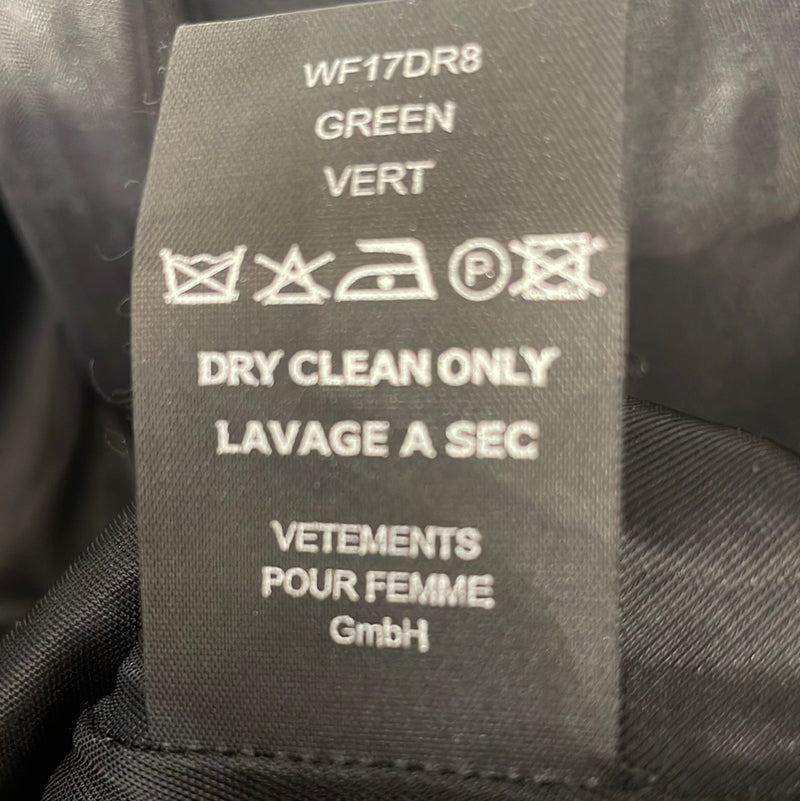 WF17DR8
GREEN
VERT
P
DRY CLEAN ONLY
LAVAGE A SEC
VETEMENTS
POUR FEMME
GmbH